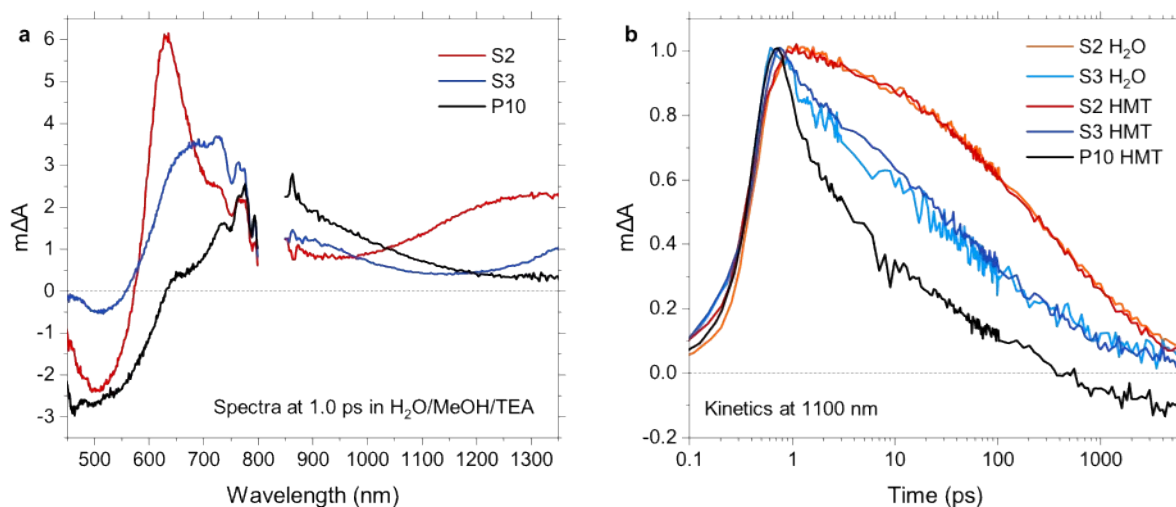 a
mΔA
6
5
4
3
2
1
0
-1
-2
-3
S2
S3
P10
Spectra at 1.0 ps in H₂O/MeOH/TEA
500 600 700 800 900 1000 1100 1200 1300
Wavelength (nm)
b
mΔA
1.0
0.8
0.6
0.4
0.2
0.0
-0.2
S2 H₂O
S3 H₂O
S2 HMT
S3 HMT
P10 HMT
Kinetics at 1100 nm
0.1 1 10 100 1000
Time (ps)